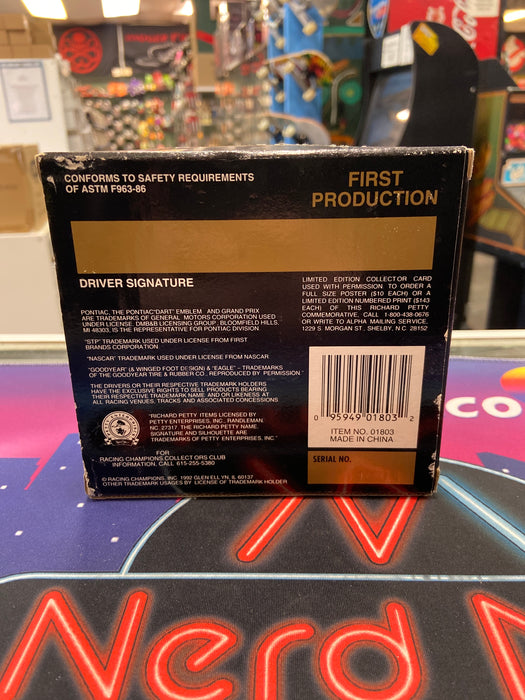 CONFORMS TO SAFETY REQUIREMENTS
OF ASTM F963-86
FIRST
PRODUCTION
DRIVER SIGNATURE
LIMITED EDITION COLLECTOR CARD
USED WITH PERMISSION TO ORDER A
FULL SIZE POSTER ($10 EACH) OR A
LIMITED EDITION NUMBERED PRINT ($143
EACH) OF THIS RICHARD PETTY
COMMEMORATIVE. CALL 1-800-438-0676
OR WRITE TO ALPHA MAILING SERVICE,
1229 S. MORGAN ST., SHELBY, N.C. 28152
PONTIAC, THE PONTIAC "DART" EMBLEM AND GRAND PRIX
ARE TRADEMARKS OF GENERAL MOTORS CORPORATION USED
UNDER LICENSE. DMB&B LICENSING GROUP, BLOOMFIELD HILLS,
MI 48303, IS THE REPRESENTATIVE FOR PONTIAC DIVISION
"STP" TRADEMARK USED UNDER LICENSE FROM FIRST
BRANDS CORPORATION
"NASCAR" TRADEMARK USED UNDER LICENSE FROM NASCAR
"GOODYEAR" (& WINGED FOOT DESIGN) & "EAGLE" - TRADEMARKS
OF THE GOODYEAR TIRE & RUBBER CO., REPRODUCED BY PERMISSION
THE DRIVERS OR THEIR RESPECTIVE TRADEMARK HOLDERS
HAVE THE EXCLUSIVE RIGHTS TO SELL PRODUCTS BEARING
THEIR RESPECTIVE TRADEMARK NAME AND OR LIKENESS AT
ALL RACING VENUES, TRACKS AND ASSOCIATED CONCESSIONS
"RICHARD PETTY ITEMS LICENSED BY
PETTY ENTERPRISES, INC. RANDLEMAN,
NC 27317. THE RICHARD PETTY NAME,
SIGNATURE AND SILHOUETTE ARE
TRADEMARKS OF PETTY ENTERPRISES, INC."
0 95949 01803 2
ITEM NO. 01803
MADE IN CHINA
SERIAL NO.
FOR
RACING CHAMPIONS COLLECTORS CLUB
INFORMATION, CALL 615-255-5380
© RACING CHAMPIONS, INC 1992 GLEN ELLYN, IL 60137
OTHER TRADEMARK USAGES BY LICENSE OF TRADEMARK HOLDER
Coca-Cola
CO
Nerd N